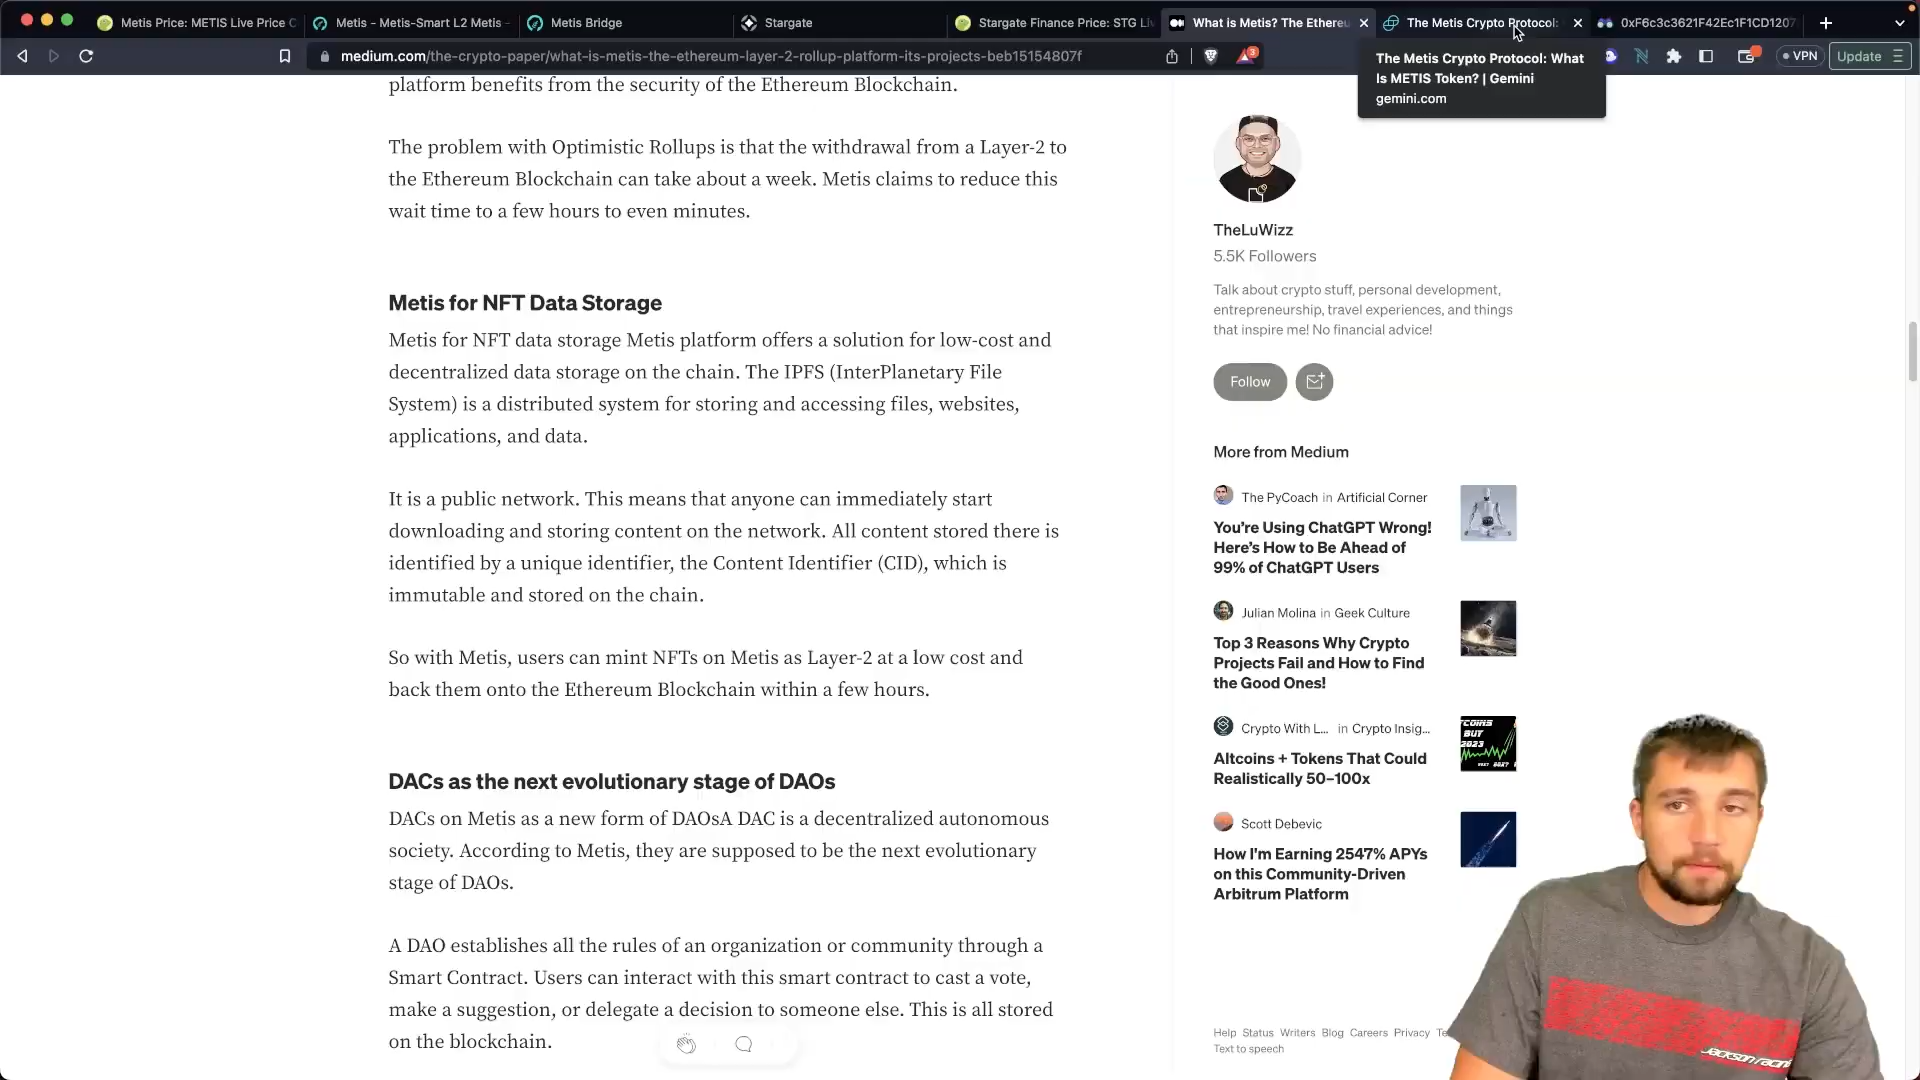 Metis Price: METIS Live Price C
Metis - Metis-Smart L2 Metis -
Metis Bridge
Stargate
Stargate Finance Price: STG Li
What is Metis? The Ethereu
The Metis Crypto Protocol:
0xF6c3c3621F42Ec1F1CD1207
medium.com/the-crypto-paper/what-is-metis-the-ethereum-layer-2-rollup-platform-its-projects-beb15154807f
3
VPN
Update
The Metis Crypto Protocol: What
Is METIS Token? | Gemini
gemini.com
platform benefits from the security of the Ethereum Blockchain.
The problem with Optimistic Rollups is that the withdrawal from a Layer-2 to
the Ethereum Blockchain can take about a week. Metis claims to reduce this
wait time to a few hours to even minutes.
Metis for NFT Data Storage
Metis for NFT data storage Metis platform offers a solution for low-cost and
decentralized data storage on the chain. The IPFS (InterPlanetary File
System) is a distributed system for storing and accessing files, websites,
applications, and data.
It is a public network. This means that anyone can immediately start
downloading and storing content on the network. All content stored there is
identified by a unique identifier, the Content Identifier (CID), which is
immutable and stored on the chain.
So with Metis, users can mint NFTs on Metis as Layer-2 at a low cost and
back them onto the Ethereum Blockchain within a few hours.
DACs as the next evolutionary stage of DAOs
DACs on Metis as a new form of DAOsA DAC is a decentralized autonomous
society. According to Metis, they are supposed to be the next evolutionary
stage of DAOs.
A DAO establishes all the rules of an organization or community through a
Smart Contract. Users can interact with this smart contract to cast a vote,
make a suggestion, or delegate a decision to someone else. This is all stored
on the blockchain.
TheLuWizz
5.5K Followers
Talk about crypto stuff, personal development,
entrepreneurship, travel experiences, and things
that inspire me! No financial advice!
Follow
More from Medium
The PyCoach in Artificial Corner
You're Using ChatGPT Wrong!
Here's How to Be Ahead of
99% of ChatGPT Users
Julian Molina in Geek Culture
Top 3 Reasons Why Crypto
Projects Fail and How to Find
the Good Ones!
Crypto With L... in Crypto Insig...
Altcoins + Tokens That Could
Realistically 50–100x
BUY
2023
Scott Debevic
How I'm Earning 2547% APYs
on this Community-Driven
Arbitrum Platform
Help Status Writers Blog Careers Privacy Te
Text to speech